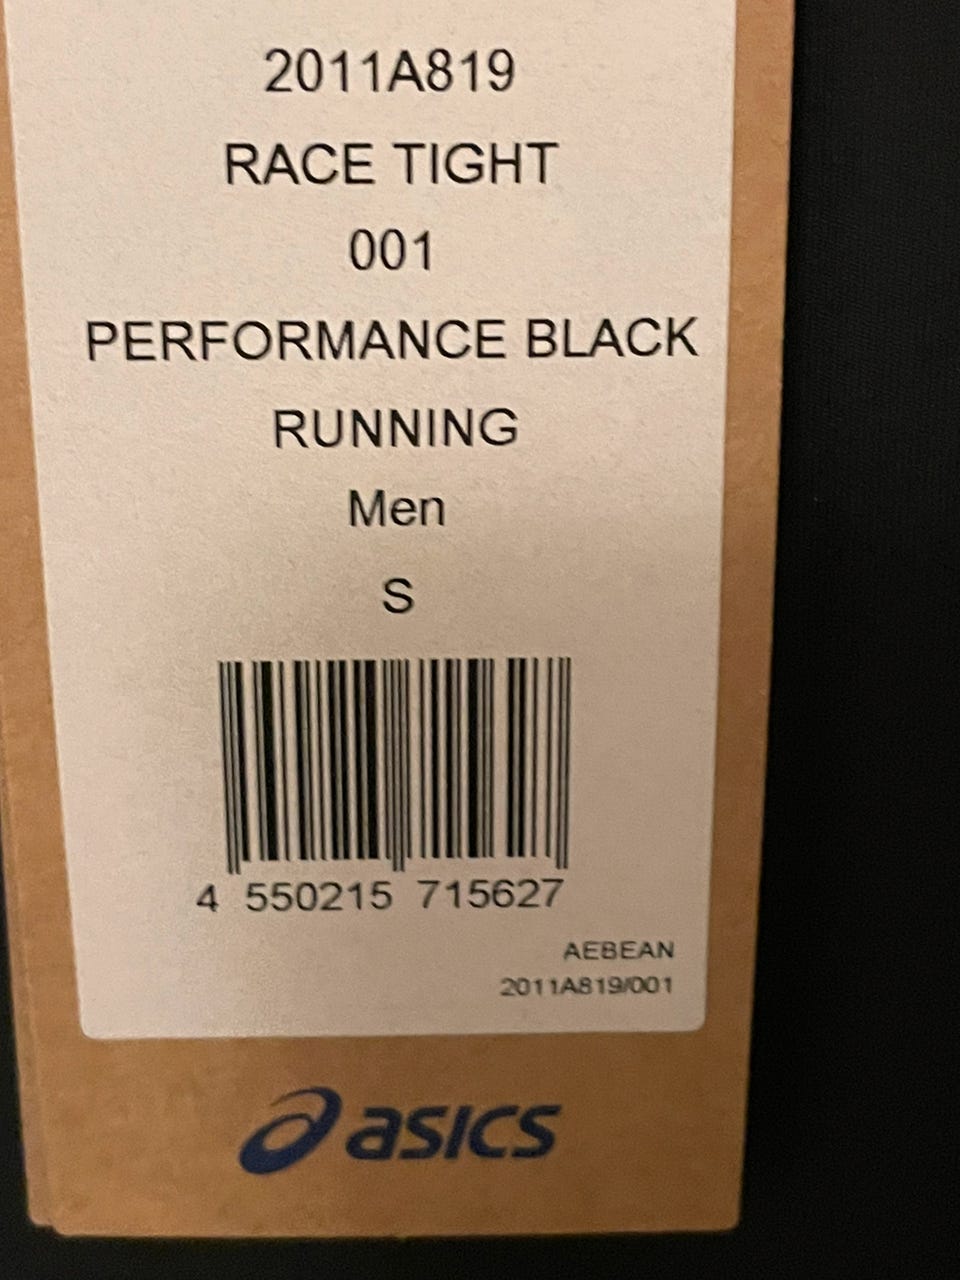 2011A819
RACE TIGHT
001
PERFORMANCE BLACK
RUNNING
Men
S
4 550215 715627
AEBEAN
2011A819/001
asics